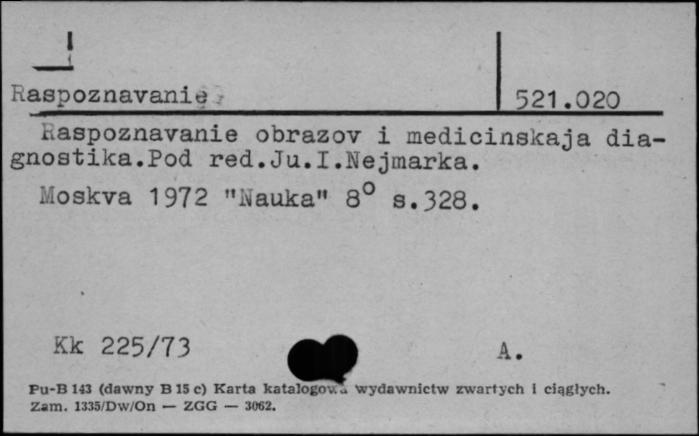 Raspoznavanie
521.020
Raspoznavanie obrazov i medicinskaja dia-
gnostika.Pod red.Ju.I.Nejmarka.
Moskva 1972 "Nauka" 8° s.328.
Kk 225/73
A.
Pu-B 143 (dawny B 15 c) Karta katalogowa wydawnictw zwartych i ciągłych.
Zam. 1335/Dw/On — ZGG — 3062.